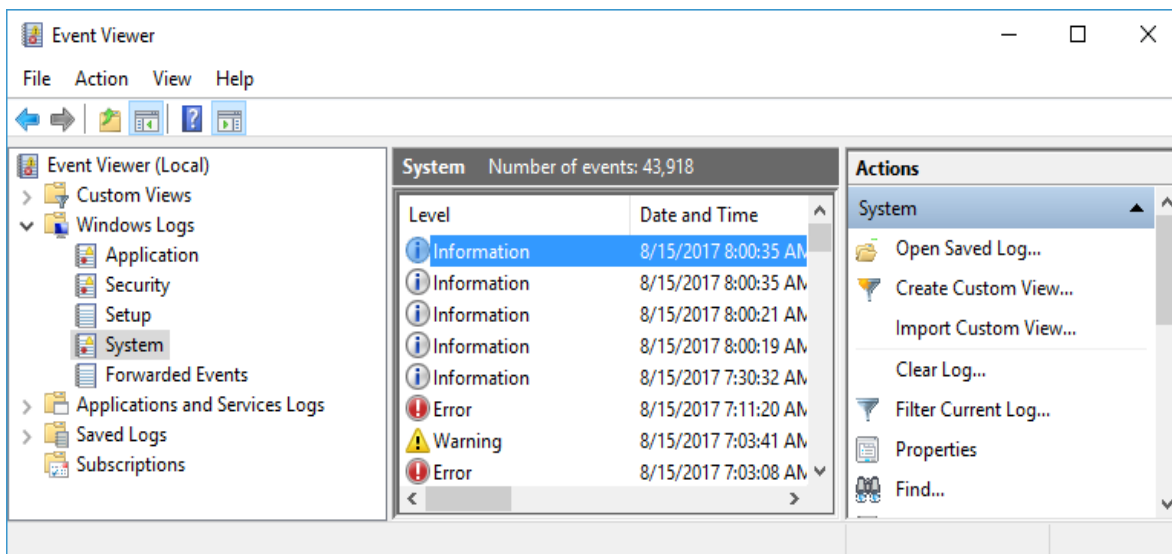 Event Viewer
File Action View Help
Event Viewer (Local)
Custom Views
Windows Logs
Application
Security
Setup
System
Forwarded Events
Applications and Services Logs
Saved Logs
Subscriptions
System Number of events: 43,918
Level Date and Time
Information 8/15/2017 8:00:35 AM
Information 8/15/2017 8:00:35 AM
Information 8/15/2017 8:00:21 AM
Information 8/15/2017 8:00:19 AM
Information 8/15/2017 7:30:32 AM
Error 8/15/2017 7:11:20 AM
Warning 8/15/2017 7:03:41 AM
Error 8/15/2017 7:03:08 AM
Actions
System
Open Saved Log...
Create Custom View...
Import Custom View...
Clear Log...
Filter Current Log...
Properties
Find...